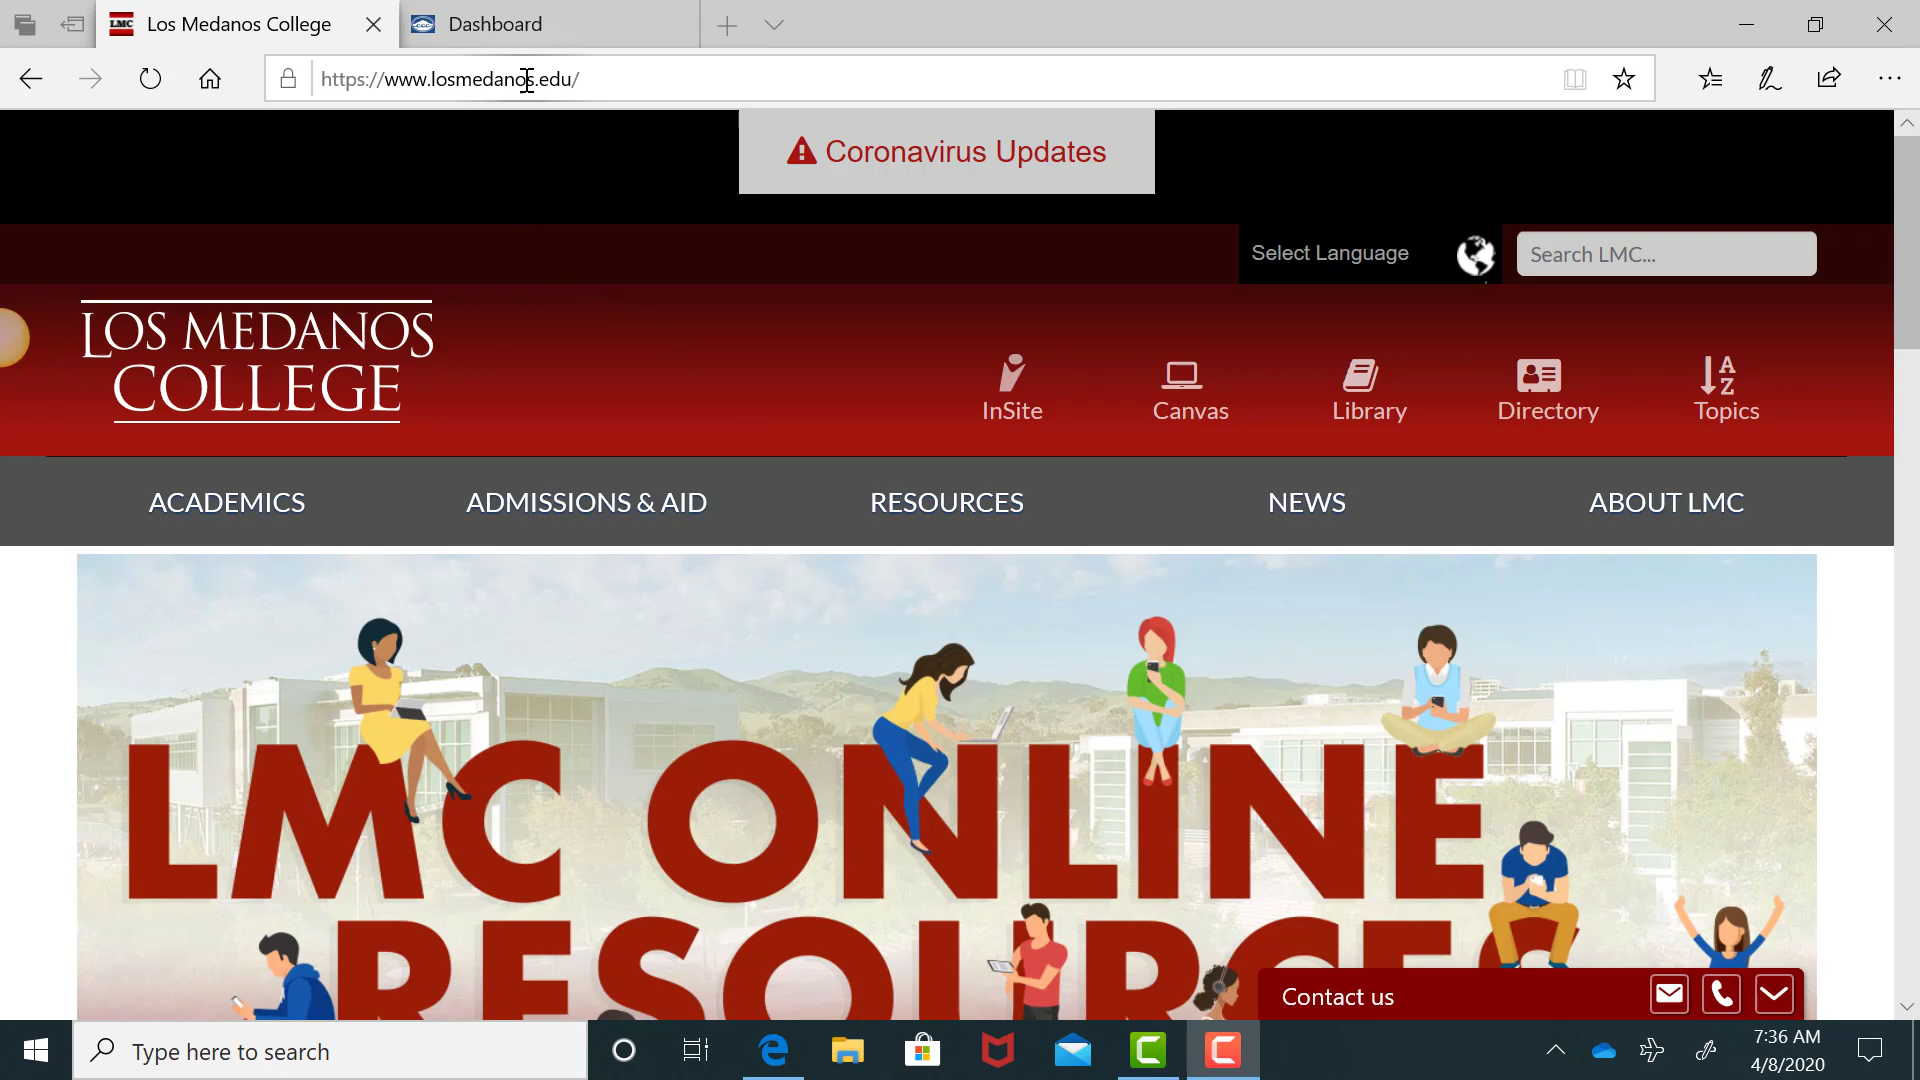 LMC Los Medanos College
Dashboard
https://www.losmedanos.edu/
Coronavirus Updates
Select Language
Search LMC...
LOS MEDANOS
COLLEGE
InSite
Canvas
Library
Directory
A
Z
Topics
ACADEMICS
ADMISSIONS & AID
RESOURCES
NEWS
ABOUT LMC
LMC ONLINE
RESOURCES
Contact us
Type here to search
7:36 AM
4/8/2020